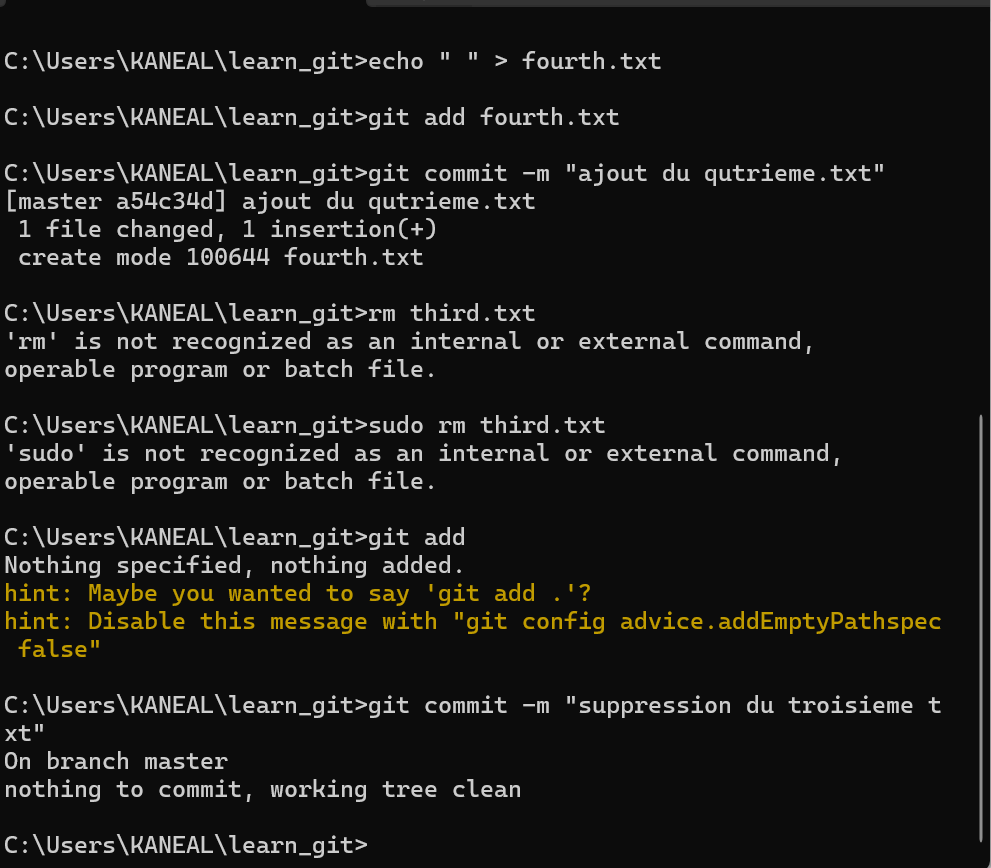 C:\Users\KANEAL\learn_git>echo " " > fourth.txt
C:\Users\KANEAL\learn_git>git add fourth.txt
C:\Users\KANEAL\learn_git>git commit -m "ajout du qutrieme.txt"
[master a54c34d] ajout du qutrieme.txt
 1 file changed, 1 insertion(+)
 create mode 100644 fourth.txt
C:\Users\KANEAL\learn_git>rm third.txt
'rm' is not recognized as an internal or external command,
operable program or batch file.
C:\Users\KANEAL\learn_git>sudo rm third.txt
'sudo' is not recognized as an internal or external command,
operable program or batch file.
C:\Users\KANEAL\learn_git>git add
Nothing specified, nothing added.
hint: Maybe you wanted to say 'git add .'?
hint: Disable this message with "git config advice.addEmptyPathspec
 false"
C:\Users\KANEAL\learn_git>git commit -m "suppression du troisieme t
xt"
On branch master
nothing to commit, working tree clean
C:\Users\KANEAL\learn_git>